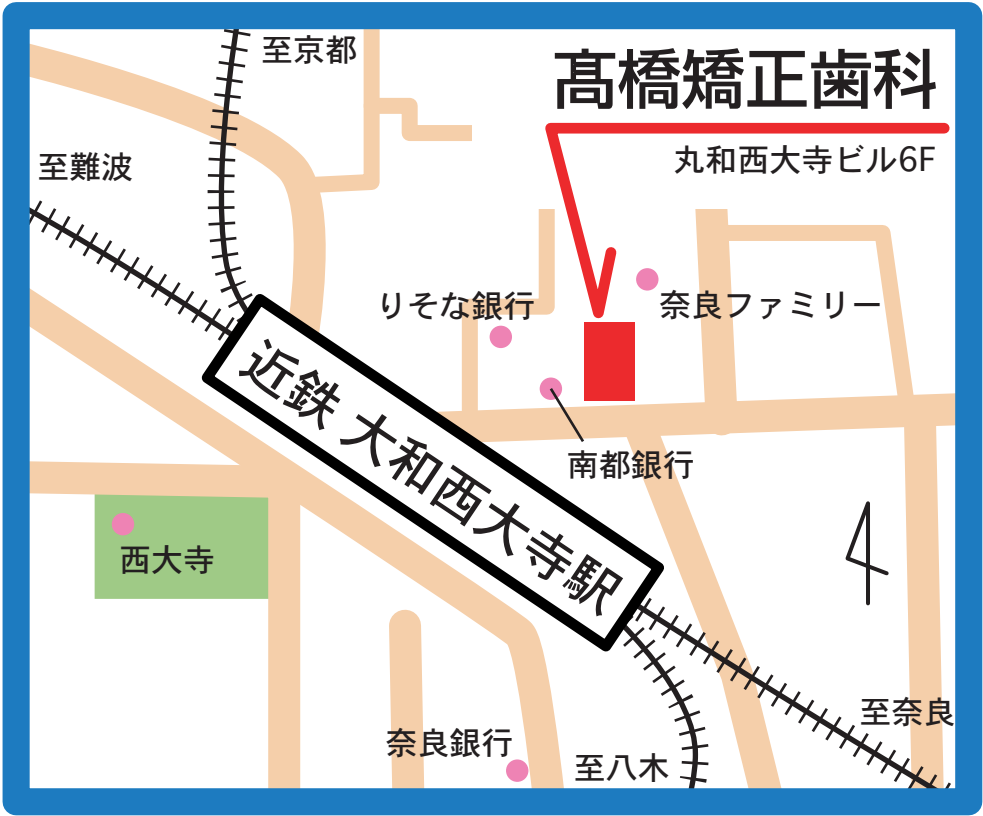 至京都
髙橋矯正歯科
丸和西大寺ビル6F
至難波
りそな銀行
奈良ファミリー
近鉄 大和西大寺駅
南都銀行
西大寺
至奈良
奈良銀行
至八木